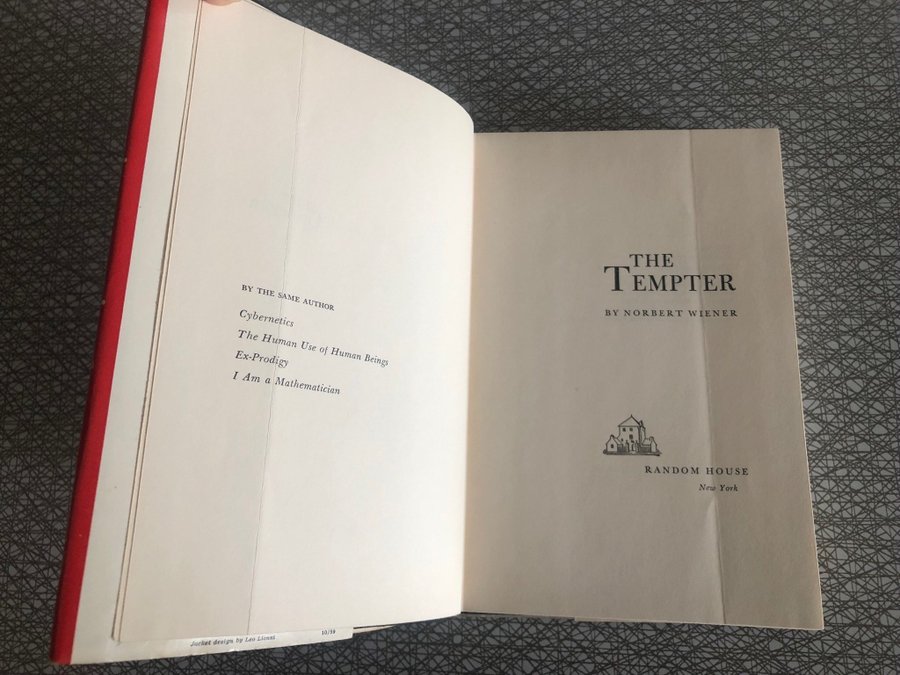 BY THE SAME AUTHOR
Cybernetics
The Human Use of Human Beings
Ex-Prodigy
I Am a Mathematician
Jacket design by Leo Lionni
10/59
THE
TEMPTER
BY NORBERT WIENER
RANDOM HOUSE
New York